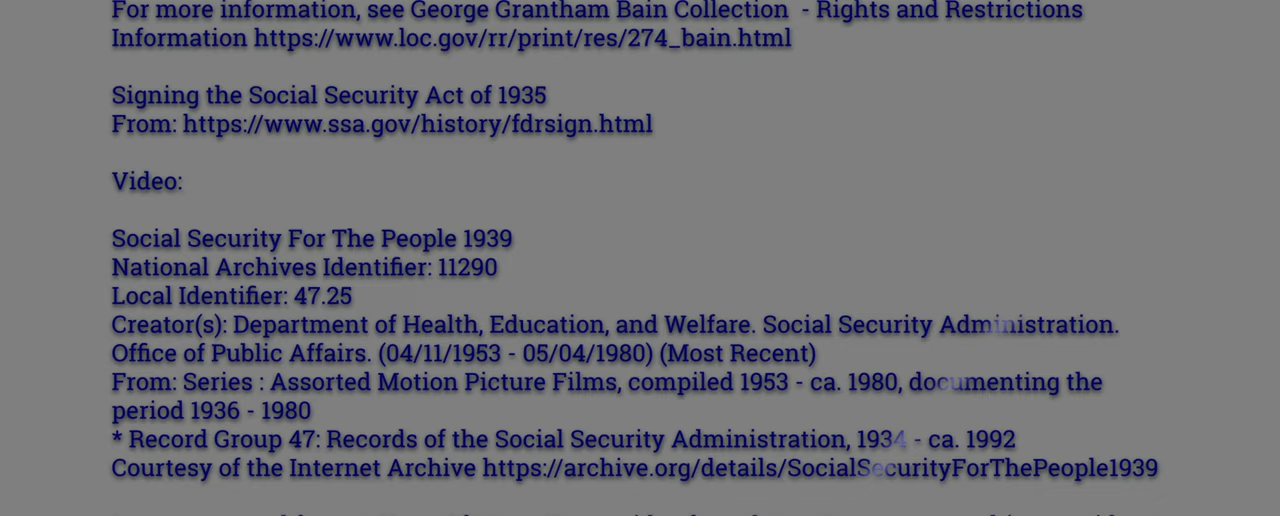 For more information, see George Grantham Bain Collection - Rights and Restrictions
Information https://www.loc.gov/rr/print/res/274_bain.html
Signing the Social Security Act of 1935
From: https://www.ssa.gov/history/fdrsign.html
Video:
Social Security For The People 1939
National Archives Identifier: 11290
Local Identifier: 47.25
Creator(s): Department of Health, Education, and Welfare. Social Security Administration.
Office of Public Affairs. (04/11/1953 - 05/04/1980) (Most Recent)
From: Series : Assorted Motion Picture Films, compiled 1953 - ca. 1980, documenting the
period 1936 - 1980
* Record Group 47: Records of the Social Security Administration, 1934 - ca. 1992
Courtesy of the Internet Archive https://archive.org/details/SocialSecurityForThePeople1939